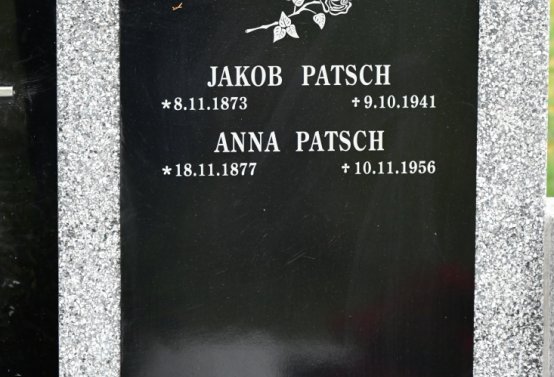 JAKOB PATSCH
*8.11.1873 ✝9.10.1941
ANNA PATSCH
*18.11.1877 ✝10.11.1956